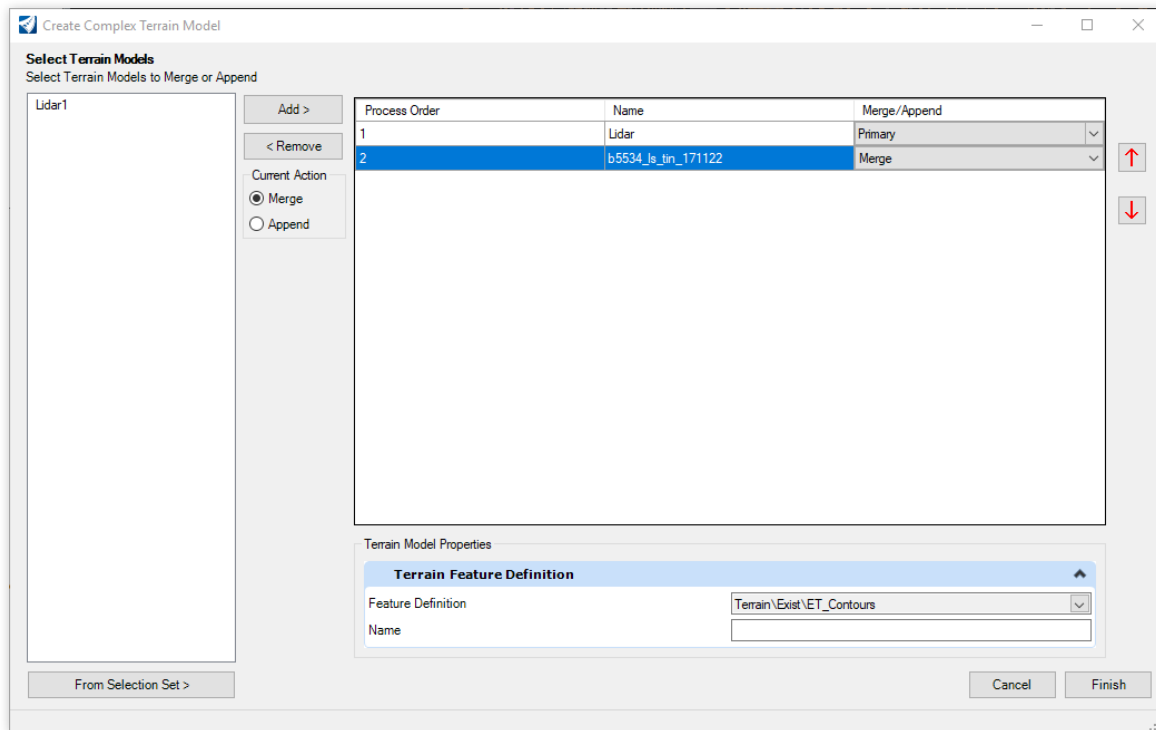 Create Complex Terrain Model
Select Terrain Models
Select Terrain Models to Merge or Append
Lidar1
Add >
< Remove
Current Action
Merge
Append
Process Order Name Merge/Append
1 Lidar Primary
2 b5534_ls_tin_171122 Merge
Terrain Model Properties
Terrain Feature Definition
Feature Definition Terrain\Exist\ET_Contours
Name
From Selection Set >
Cancel Finish